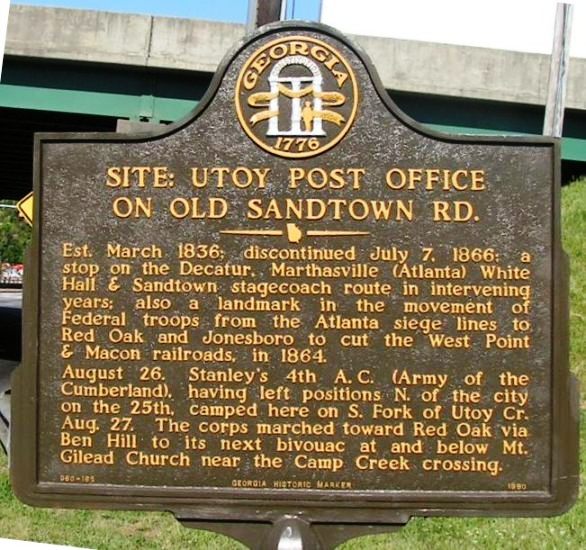 GEORGIA
1776
SITE: UTOY POST OFFICE
ON OLD SANDTOWN RD.
Est. March 1836; discontinued July 7, 1866; a
stop on the Decatur, Marthasville (Atlanta) White
Hall & Sandtown stagecoach route in intervening
years; also a landmark in the movement of
Federal troops from the Atlanta siege lines to
Red Oak and Jonesboro to cut the West Point
& Macon railroads, in 1864.
August 26, Stanley's 4th A.C. (Army of the
Cumberland), having left positions N. of the city
on the 25th, camped here on S. Fork of Utoy Cr.
Aug. 27. The corps marched toward Red Oak via
Ben Hill to its next bivouac at and below Mt.
Gilead Church near the Camp Creek crossing.
060-165 GEORGIA HISTORIC MARKER 1990